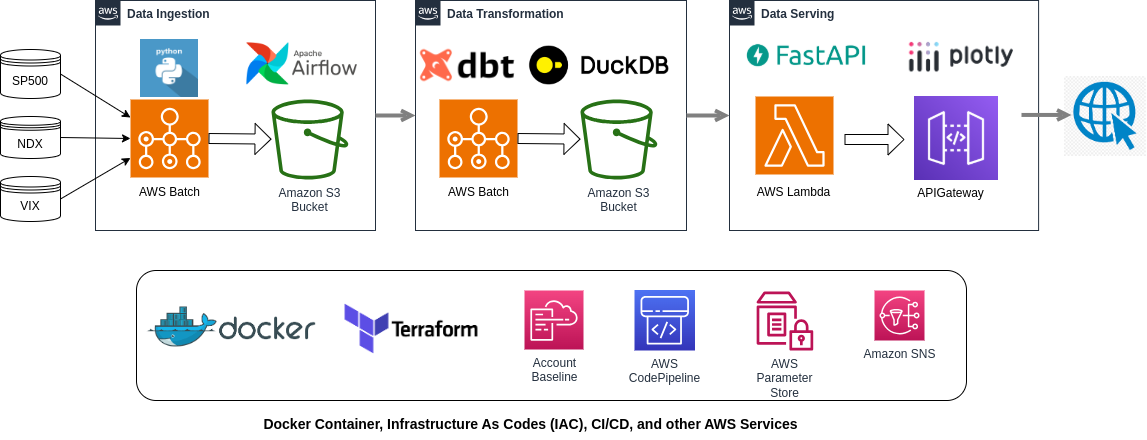 aws
Data Ingestion
aws
Data Transformation
aws
Data Serving
python
Apache
Airflow
dbt
DuckDB
FastAPI
plotly
SP500
NDX
VIX
AWS Batch
Amazon S3
Bucket
AWS Batch
Amazon S3
Bucket
AWS Lambda
APIGateway
docker
Terraform
Account
Baseline
AWS
CodePipeline
AWS
Parameter
Store
Amazon SNS
Docker Container, Infrastructure As Codes (IAC), CI/CD, and other AWS Services